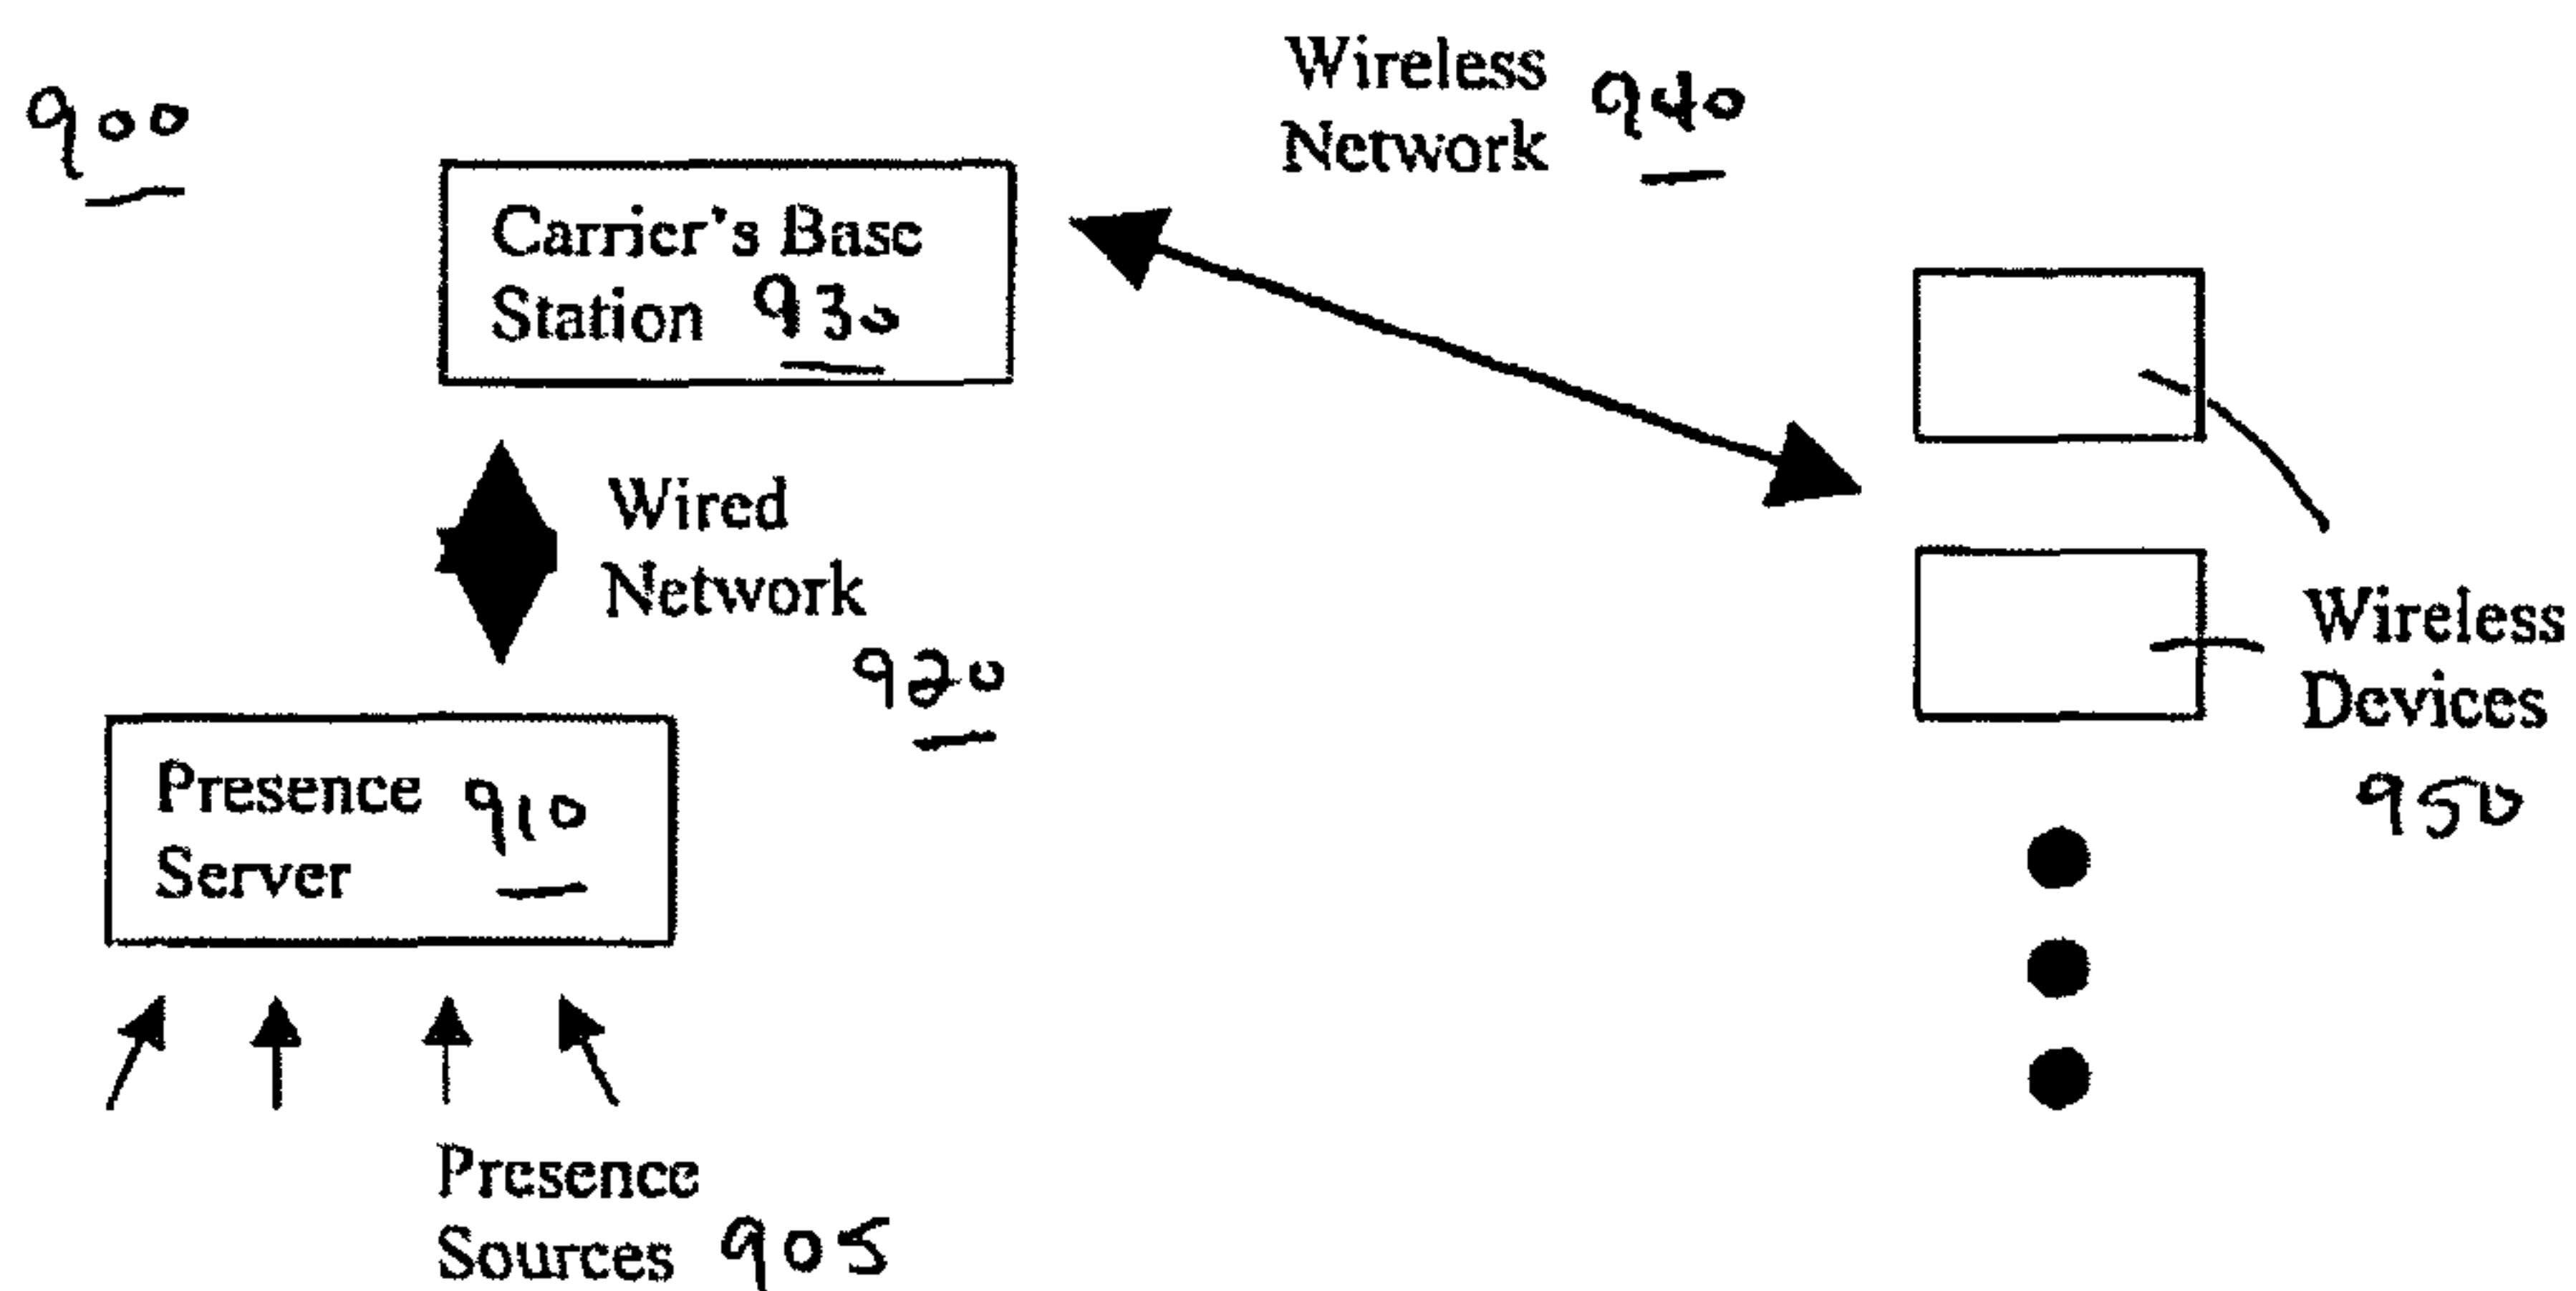 900
Wireless
Network 940
Carrier's Base
Station 930
Wired
Network
920
Wireless
Devices
950
Presence 910
Server
Presence
Sources 905